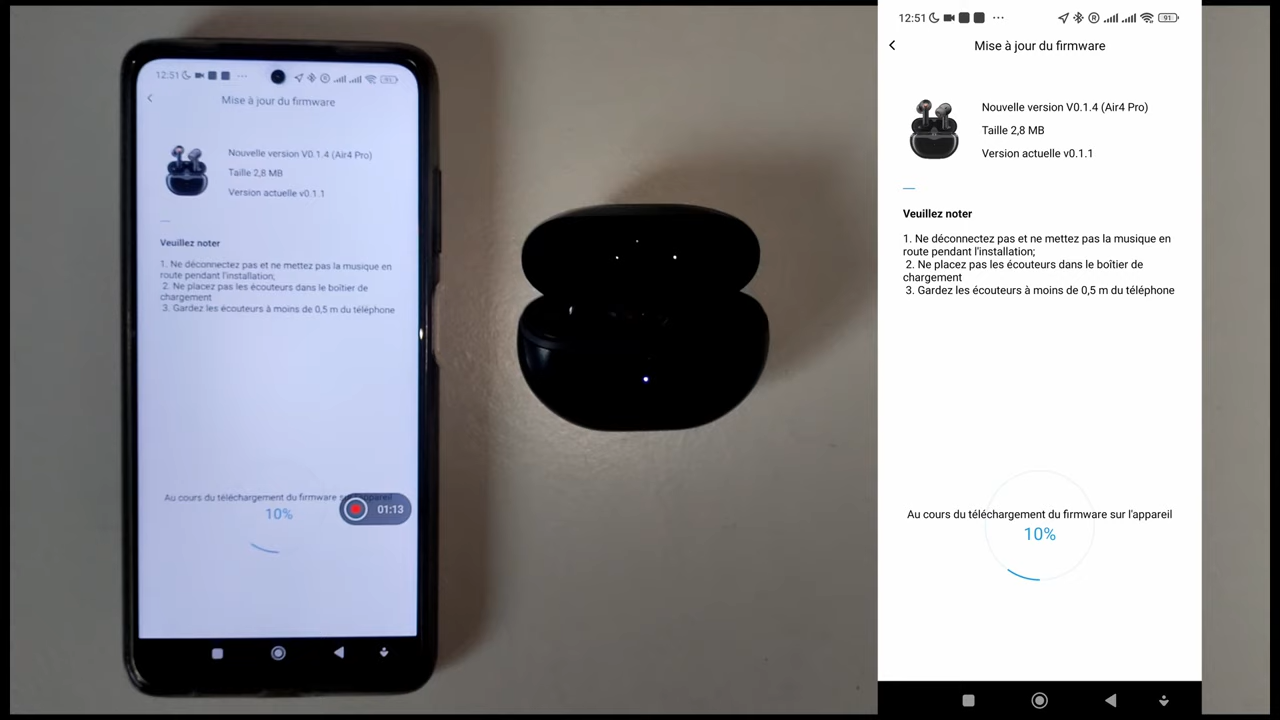 12:51
Mise à jour du firmware
Nouvelle version V0.1.4 (Air4 Pro)
Taille 2,8 MB
Version actuelle v0.1.1
Veuillez noter
1. Ne déconnectez pas et ne mettez pas la musique en
route pendant l'installation;
2. Ne placez pas les écouteurs dans le boîtier de
chargement
3. Gardez les écouteurs à moins de 0,5 m du téléphone
Au cours du téléchargement du firmware sur l'appareil
10%
01:13
12:51
91
Mise à jour du firmware
Nouvelle version V0.1.4 (Air4 Pro)
Taille 2,8 MB
Version actuelle v0.1.1
Veuillez noter
1. Ne déconnectez pas et ne mettez pas la musique en
route pendant l'installation;
2. Ne placez pas les écouteurs dans le boîtier de
chargement
3. Gardez les écouteurs à moins de 0,5 m du téléphone
Au cours du téléchargement du firmware sur l'appareil
10%